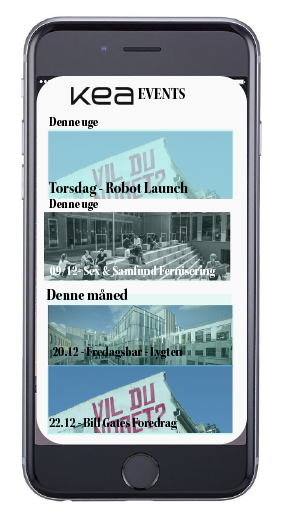 kea EVENTS
Denne uge
VIL DU
Torsdag - Robot Launch
Denne uge
09/12- Sex & Samfund Fernisering
Denne måned
20.12 - Fredagsbar - Lygten
VIL DU
22.12 - Bill Gates Foredrag